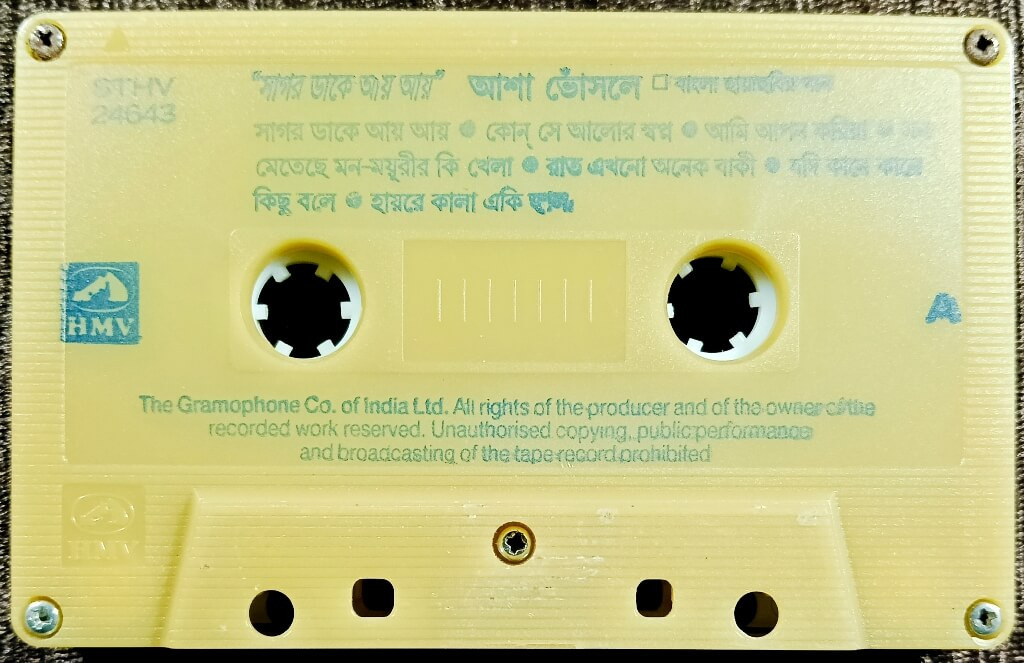 STHV
24643
"সাগর ডাকে আয় আয়" আশা ভোঁসলে □ বাংলা ছায়াছবির গান
সাগর ডাকে আয় আয় ● কোন্ সে আলোর স্বপ্ন ● আমি আপন করিয়া ●
মেতেছে মন-ময়ূরীর কি খেলা ● রাত এখনো অনেক বাকী ● যদি কানে কানে
কিছু বলে ● হায়রে কালা একি
HMV
A
The Gramophone Co. of India Ltd. All rights of the producer and of the owner of the
recorded work reserved. Unauthorised copying, public performance
and broadcasting of the tape record prohibited
HMV